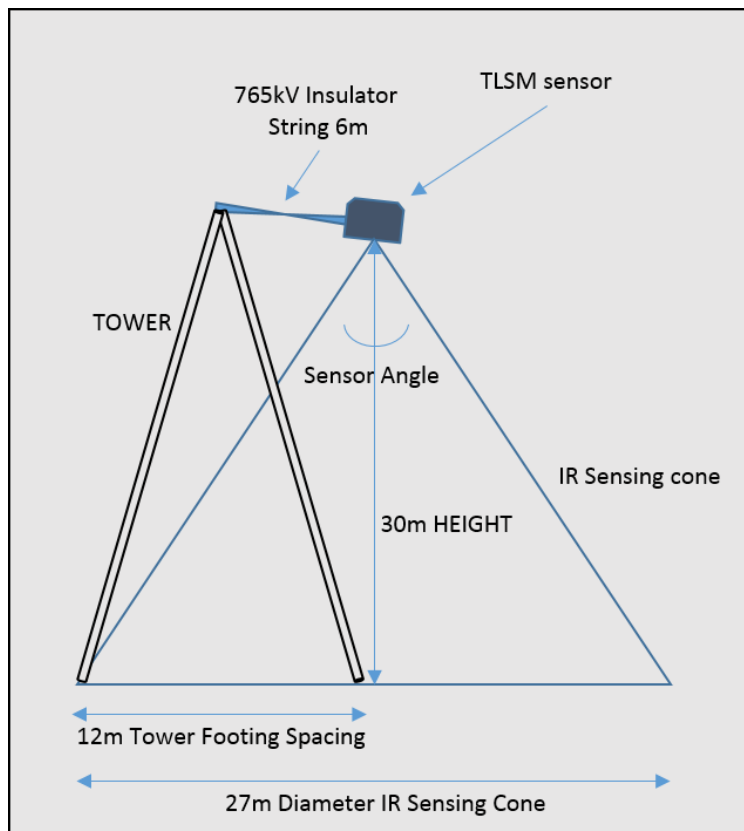 765kV Insulator
String 6m
TLSM sensor
TOWER
Sensor Angle
IR Sensing cone
30m HEIGHT
12m Tower Footing Spacing
27m Diameter IR Sensing Cone